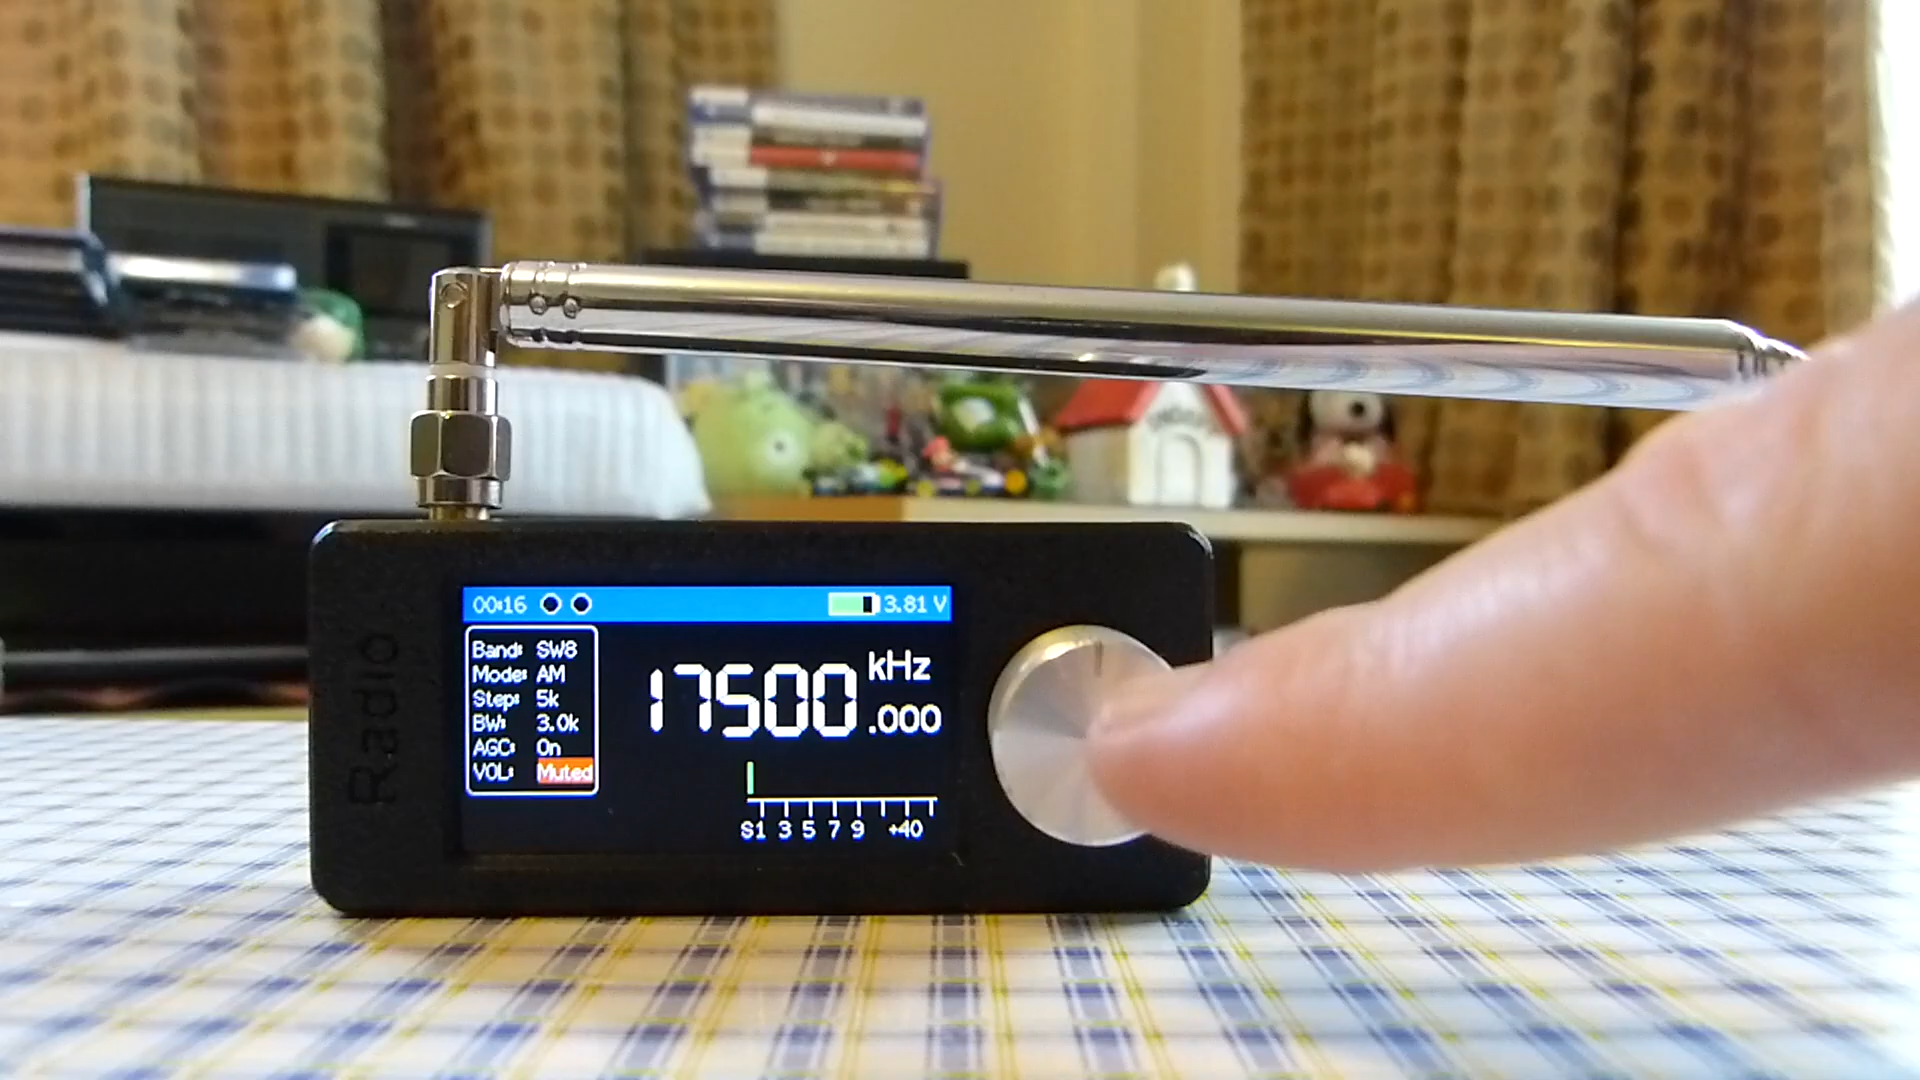 00:16 3.81 V
Band: SW8
Mode: AM
Step: 5k
BW: 3.0k
AGC: On
VOL: Muted
17500.000 kHz
S1 3 5 7 9 +40
Radio